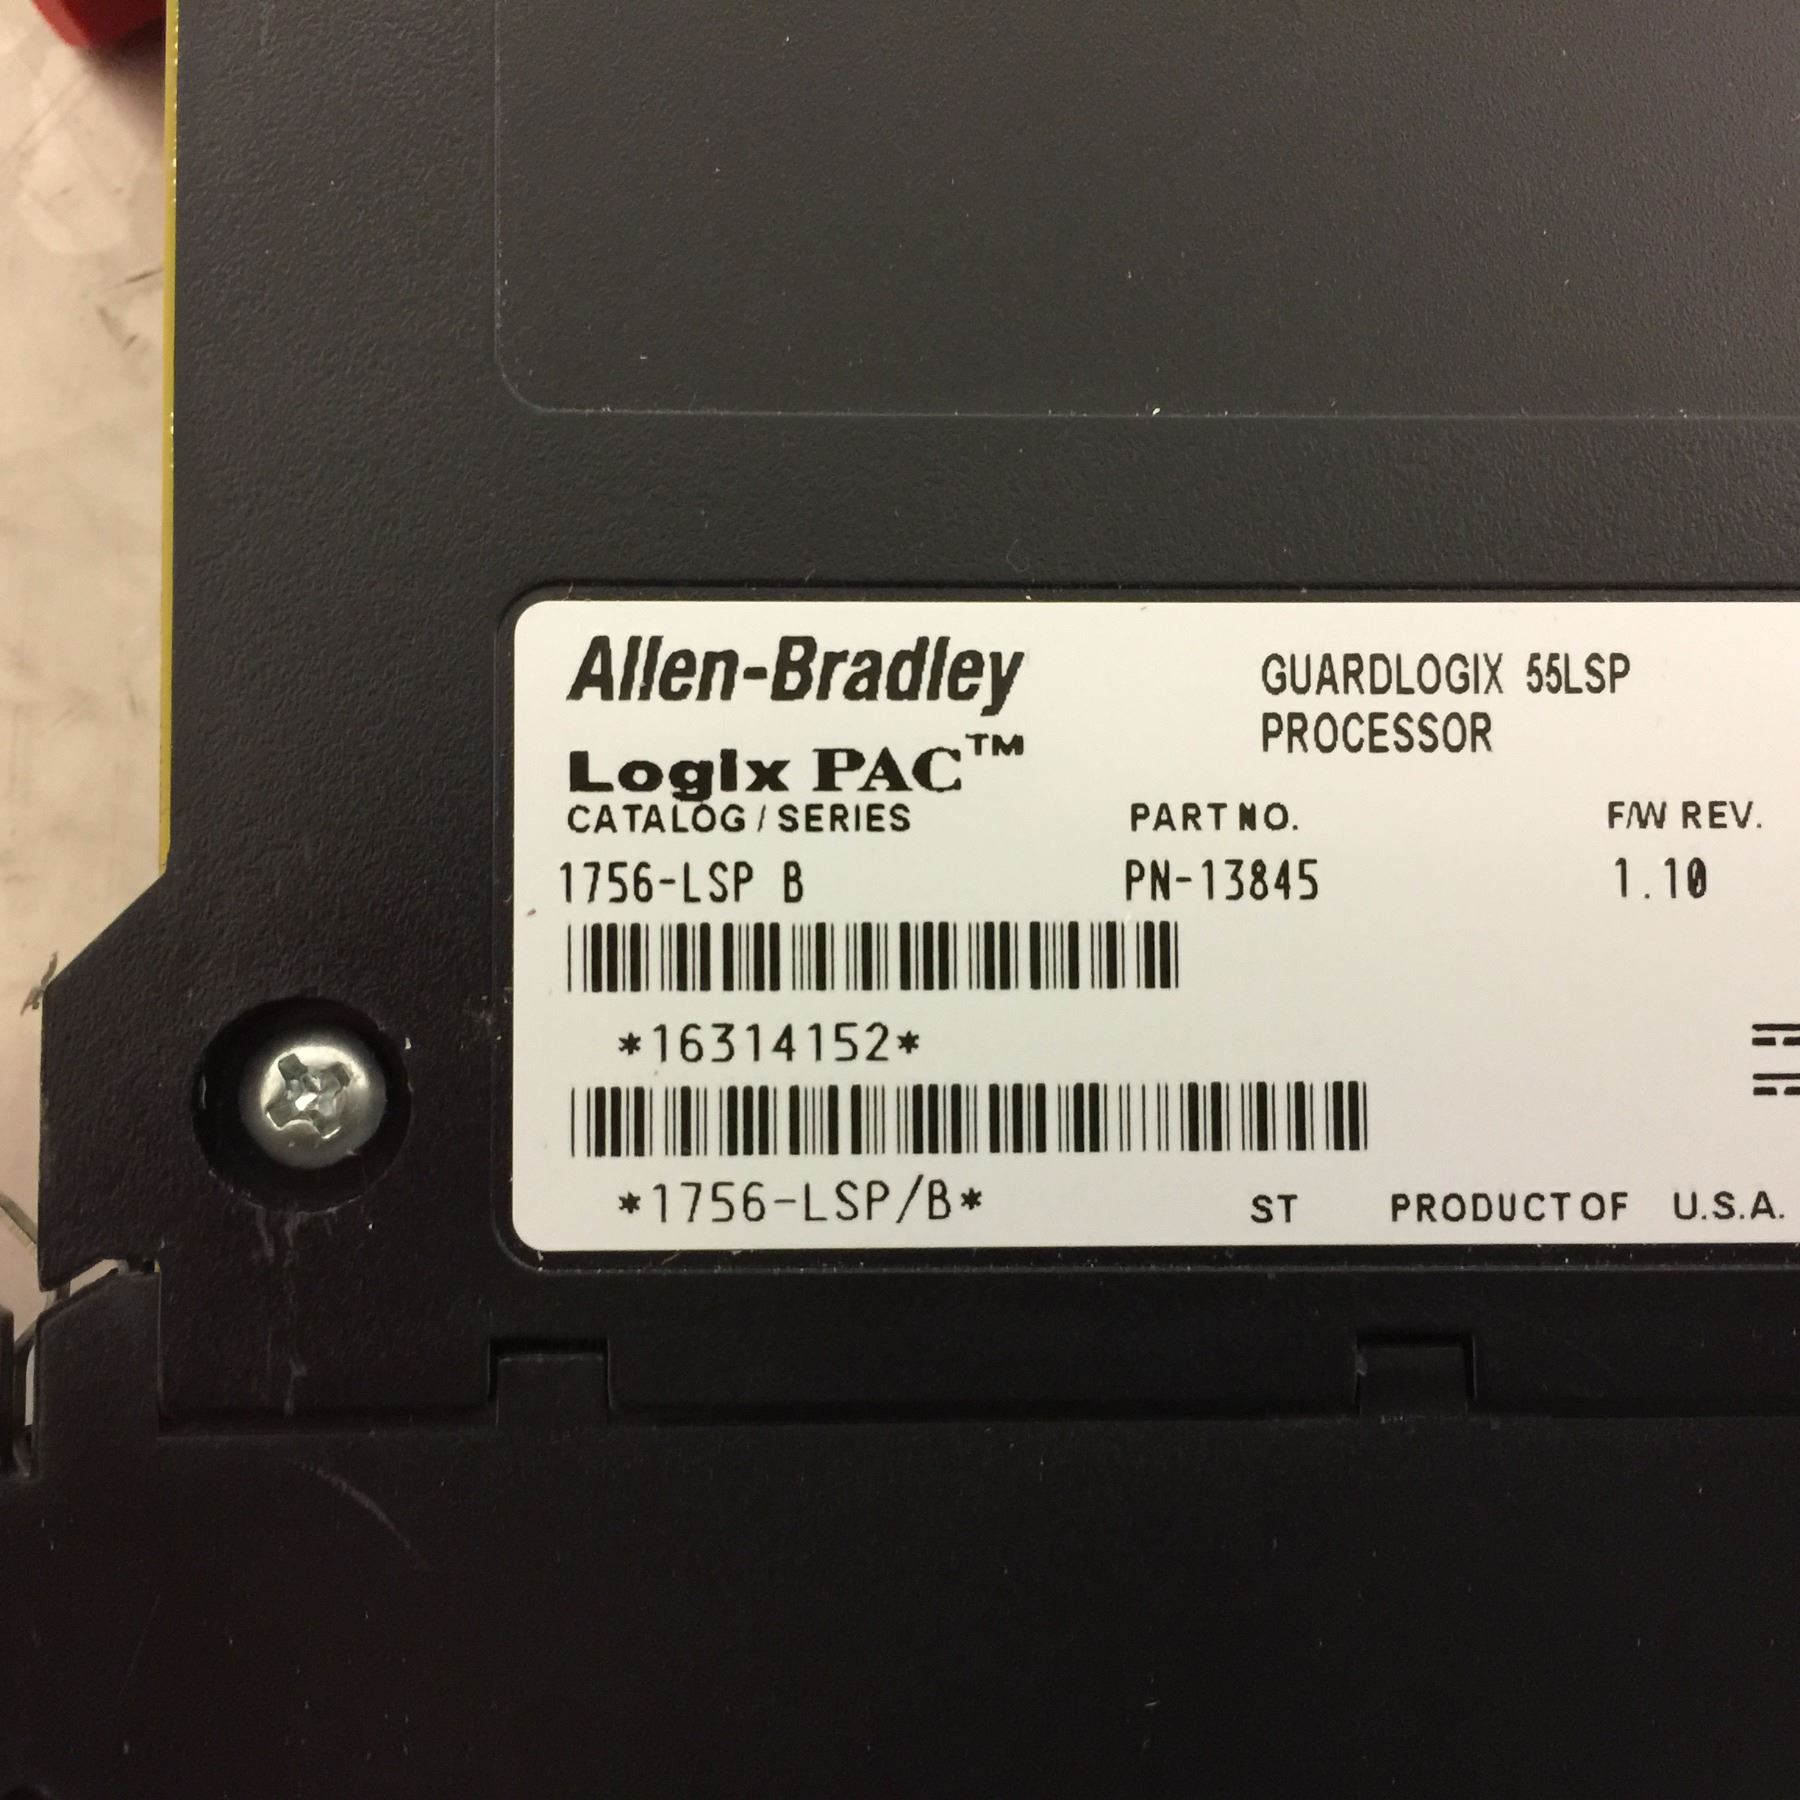 Allen-Bradley
GUARDLOGIX 55LSP
PROCESSOR
Logix PAC™
CATALOG / SERIES PART NO. F/W REV.
1756-LSP B PN-13845 1.10
*16314152*
*1756-LSP/B* ST PRODUCT OF U.S.A.